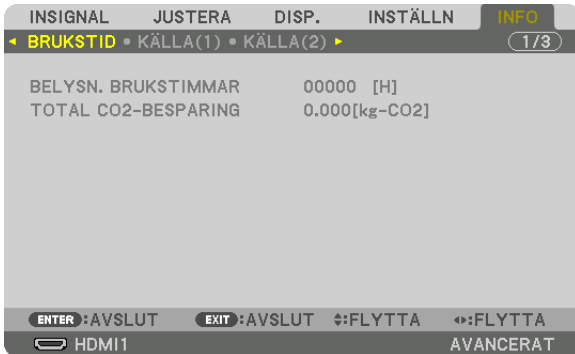 INSIGNAL JUSTERA DISP. INSTÄLLN INFO
BRUKSTID • KÄLLA(1) • KÄLLA(2) 1/3
BELYSN. BRUKSTIMMAR 00000 [H]
TOTAL CO2-BESPARING 0.000[kg-CO2]
ENTER :AVSLUT EXIT :AVSLUT :FLYTTA :FLYTTA
HDMI1 AVANCERAT